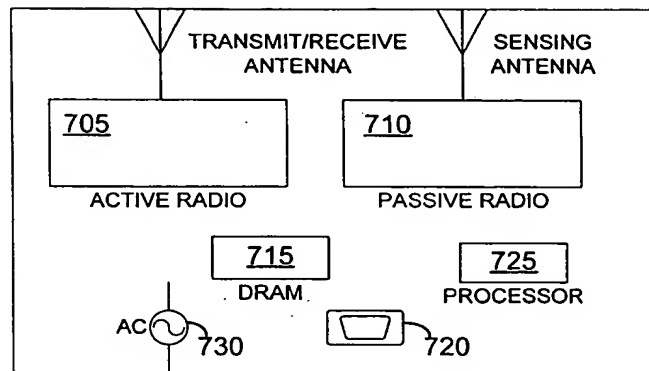 TRANSMIT/RECEIVE
ANTENNA
SENSING
ANTENNA
705
710
ACTIVE RADIO
PASSIVE RADIO
715
DRAM
725
PROCESSOR
AC
730
720